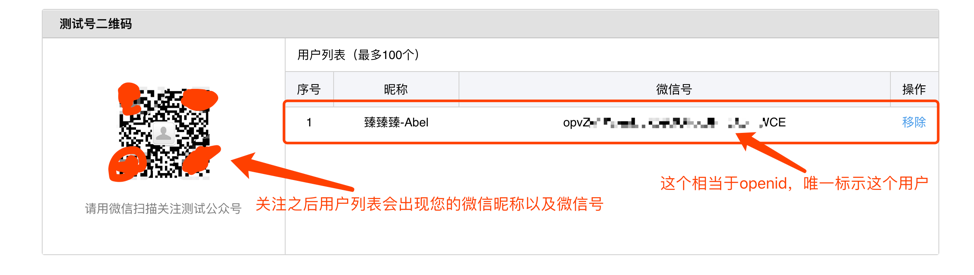 测试号二维码
用户列表（最多100个）
序号 昵称 微信号 操作
1 臻臻臻-Abel opvZ WCE 移除
这个相当于openid，唯一标示这个用户
关注之后用户列表会出现您的微信昵称以及微信号
请用微信扫描关注测试公众号